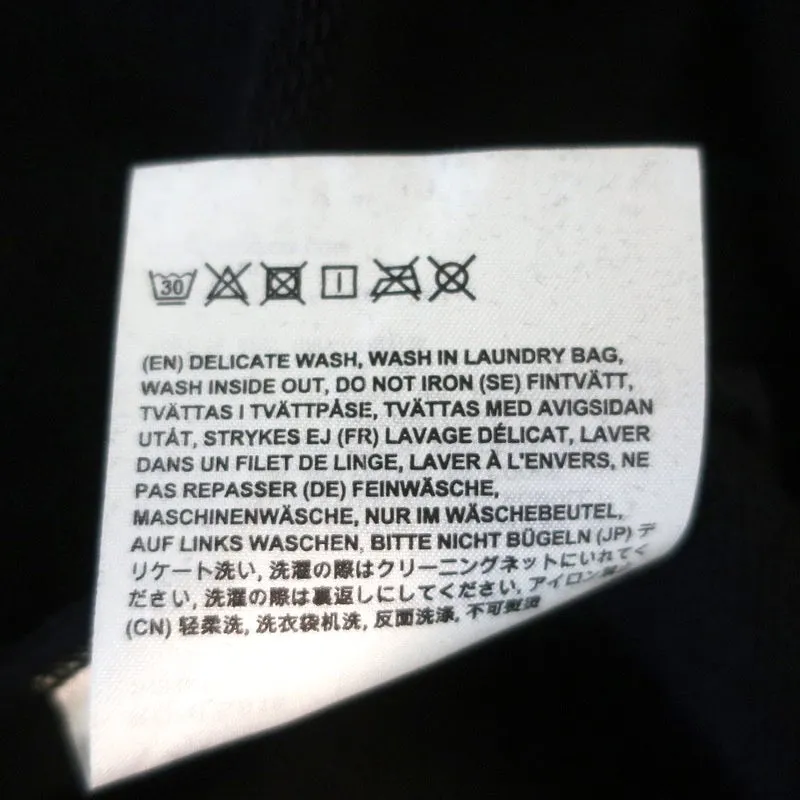 30
(EN) DELICATE WASH, WASH IN LAUNDRY BAG,
WASH INSIDE OUT, DO NOT IRON (SE) FINTVÄTT,
TVÄTTAS I TVÄTTPÅSE, TVÄTTAS MED AVIGSIDAN
UTÅT, STRYKES EJ (FR) LAVAGE DÉLICAT, LAVER
DANS UN FILET DE LINGE, LAVER À L'ENVERS, NE
PAS REPASSER (DE) FEINWÄSCHE,
MASCHINENWÄSCHE, NUR IM WÄSCHEBEUTEL,
AUF LINKS WASCHEN, BITTE NICHT BÜGELN (JP) デ
リケート洗い, 洗濯の際はクリーニングネットにいれてく
ださい, 洗濯の際は裏返しにしてください, アイロン
(CN) 轻柔洗, 洗衣袋机洗, 反面洗涤, 不可熨烫